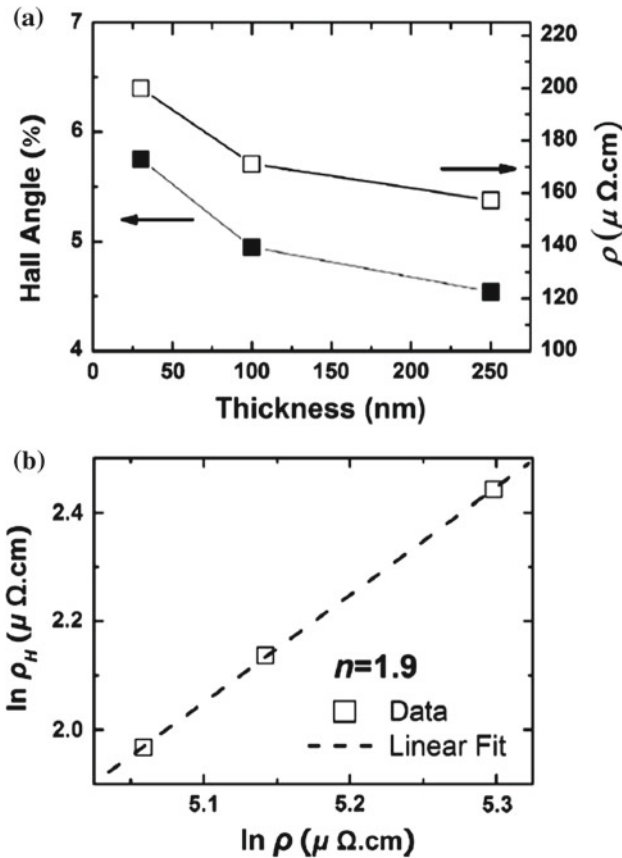 (a)
7
6
5
4
Hall Angle (%)
220
200
180
160
140
120
100
ρ (μ Ω.cm)
0 50 100 150 200 250
Thickness (nm)
(b)
2.4
2.2
2.0
ln ρH (μ Ω.cm)
n=1.9
Data
Linear Fit
5.1 5.2 5.3
ln ρ (μ Ω.cm)